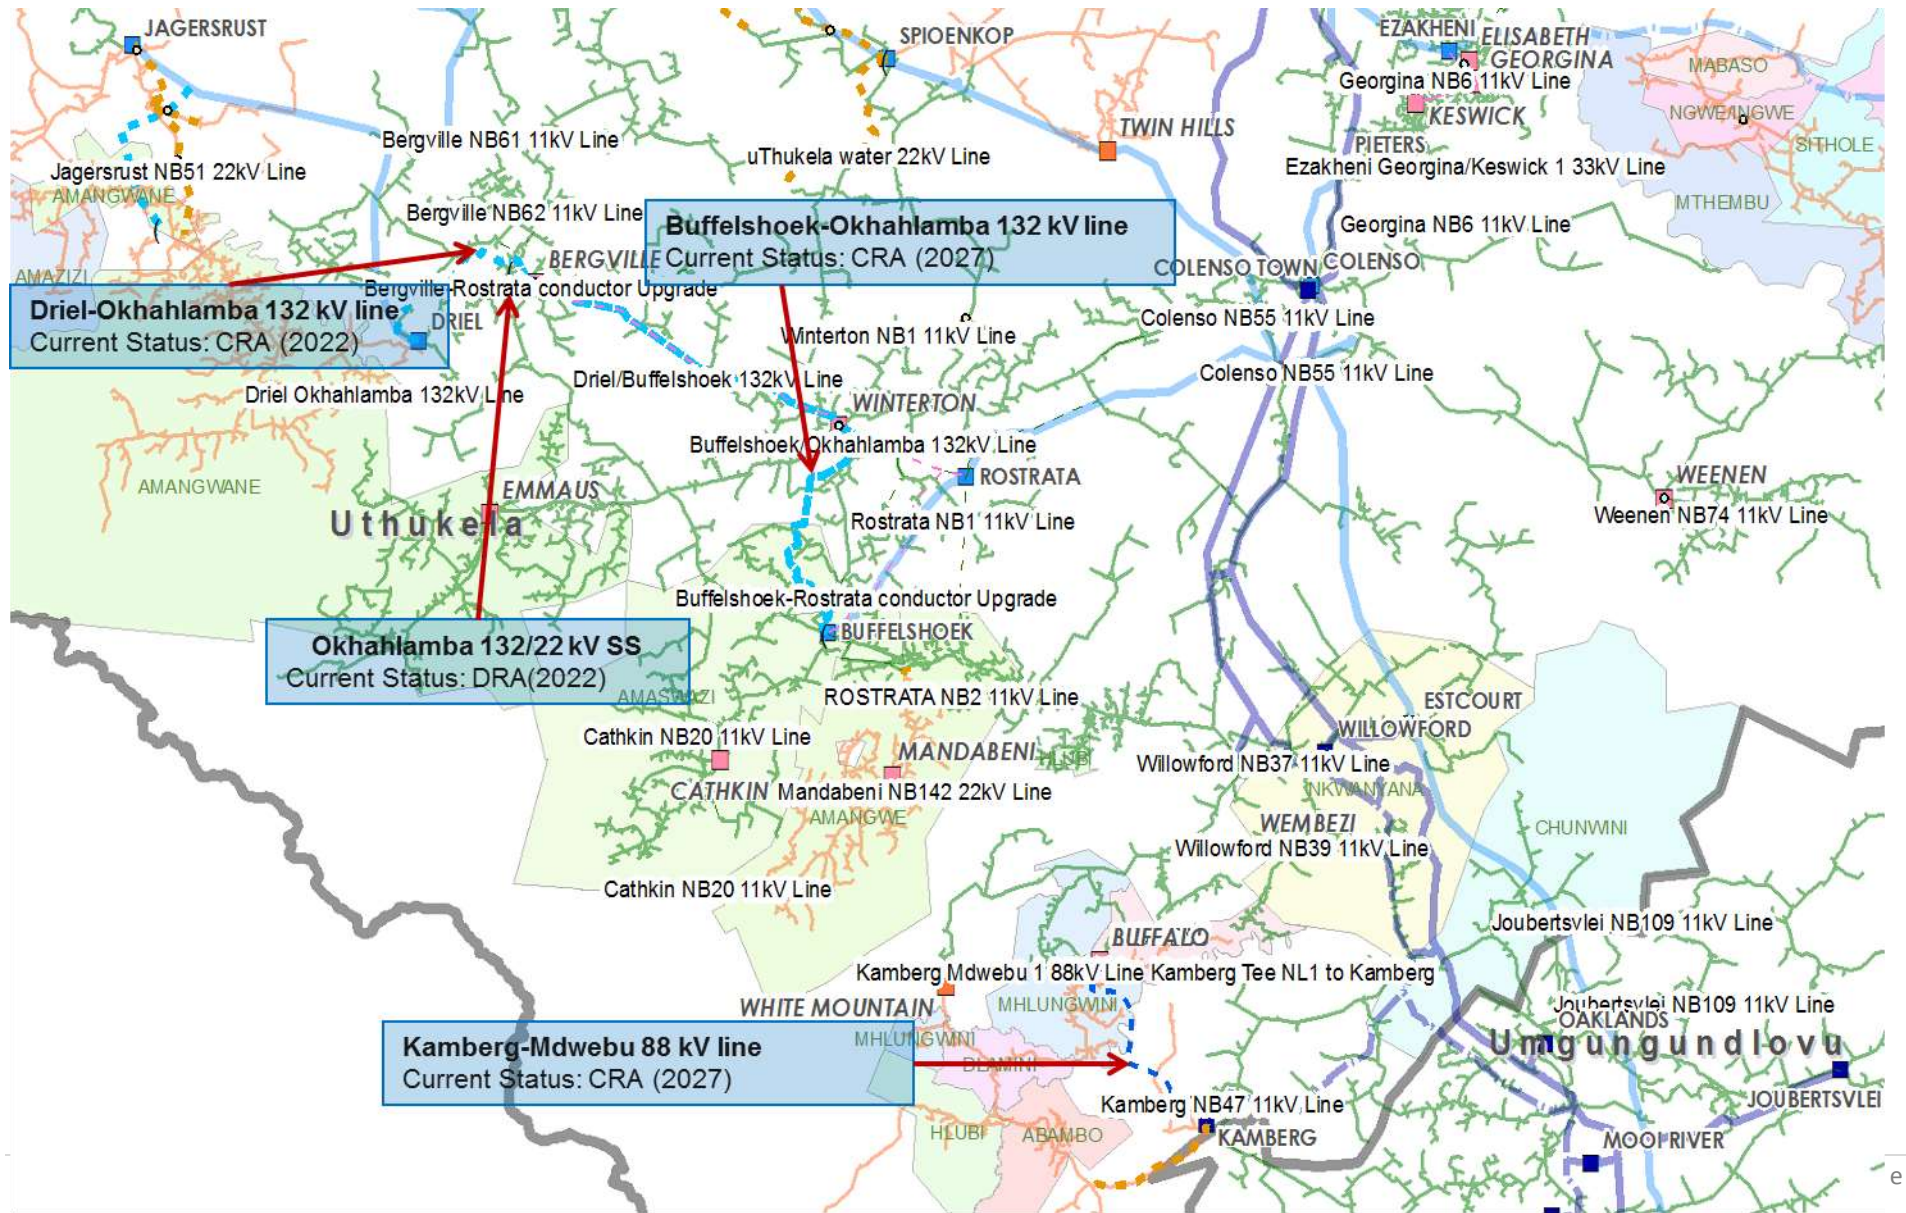 JAGERSRUST
SPIOENKOP
EZAKHENI
ELISABETH
GEORGINA
MABASO
Georgina NB6 11kV Line
NGWE/INGWE
KESWICK
TWIN HILLS
Bergville NB61 11kV Line
PIETERS
SITHOLE
uThukela water 22kV Line
Ezakheni Georgina/Keswick 1 33kV Line
Jagersrust NB51 22kV Line
AMANGWANE
MTHEMBU
Bergville NB62 11kV Line
Buffelshoek-Okhahlamba 132 kV line
Current Status: CRA (2027)
Georgina NB6 11kV Line
BERGVILLE
COLENSO TOWN
COLENSO
AMAZIZI
Bergville-Rostrata conductor Upgrade
Driel-Okhahlamba 132 kV line
Current Status: CRA (2022)
DRIEL
Colenso NB55 11kV Line
Winterton NB1 11kV Line
Driel/Buffelshoek 132kV Line
Colenso NB55 11kV Line
Driel Okhahlamba 132kV Line
WINTERTON
Buffelshoek/Okhahlamba 132kV Line
ROSTRATA
WEENEN
AMANGWANE
EMMAUS
Uthukela
Rostrata NB1 11kV Line
Weenen NB74 11kV Line
Buffelshoek-Rostrata conductor Upgrade
BUFFELSHOEK
Okhahlamba 132/22 kV SS
Current Status: DRA(2022)
AMASWAZI
ROSTRATA NB2 11kV Line
ESTCOURT
WILLOWFORD
Cathkin NB20 11kV Line
MANDABENI
HLUBI
Willowford NB37 11kV Line
CATHKIN
Mandabeni NB142 22kV Line
NKWANYANA
AMANGWE
WEMBEZI
CHUNWINI
Willowford NB39 11kV Line
Cathkin NB20 11kV Line
Joubertsvlei NB109 11kV Line
BUFFALO
Kamberg Mdwebu 1 88kV Line Kamberg Tee NL1 to Kamberg
WHITE MOUNTAIN
MHLUNGWINI
Joubertsvlei NB109 11kV Line
OAKLANDS
MHLUNGWINI
Umgungundlovu
Kamberg-Mdwebu 88 kV line
Current Status: CRA (2027)
DLAMINI
JOUBERTSVLEI
Kamberg NB47 11kV Line
HLUBI
ABAMBO
KAMBERG
MOOI RIVER
e